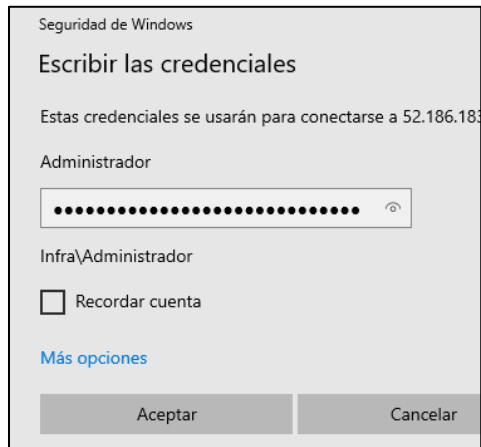 Seguridad de Windows
Escribir las credenciales
Estas credenciales se usarán para conectarse a 52.186.183
Administrador
●●●●●●●●●●●●●●●●●●●●●●●●●●●●●
Infra\Administrador
Recordar cuenta
Más opciones
Aceptar Cancelar